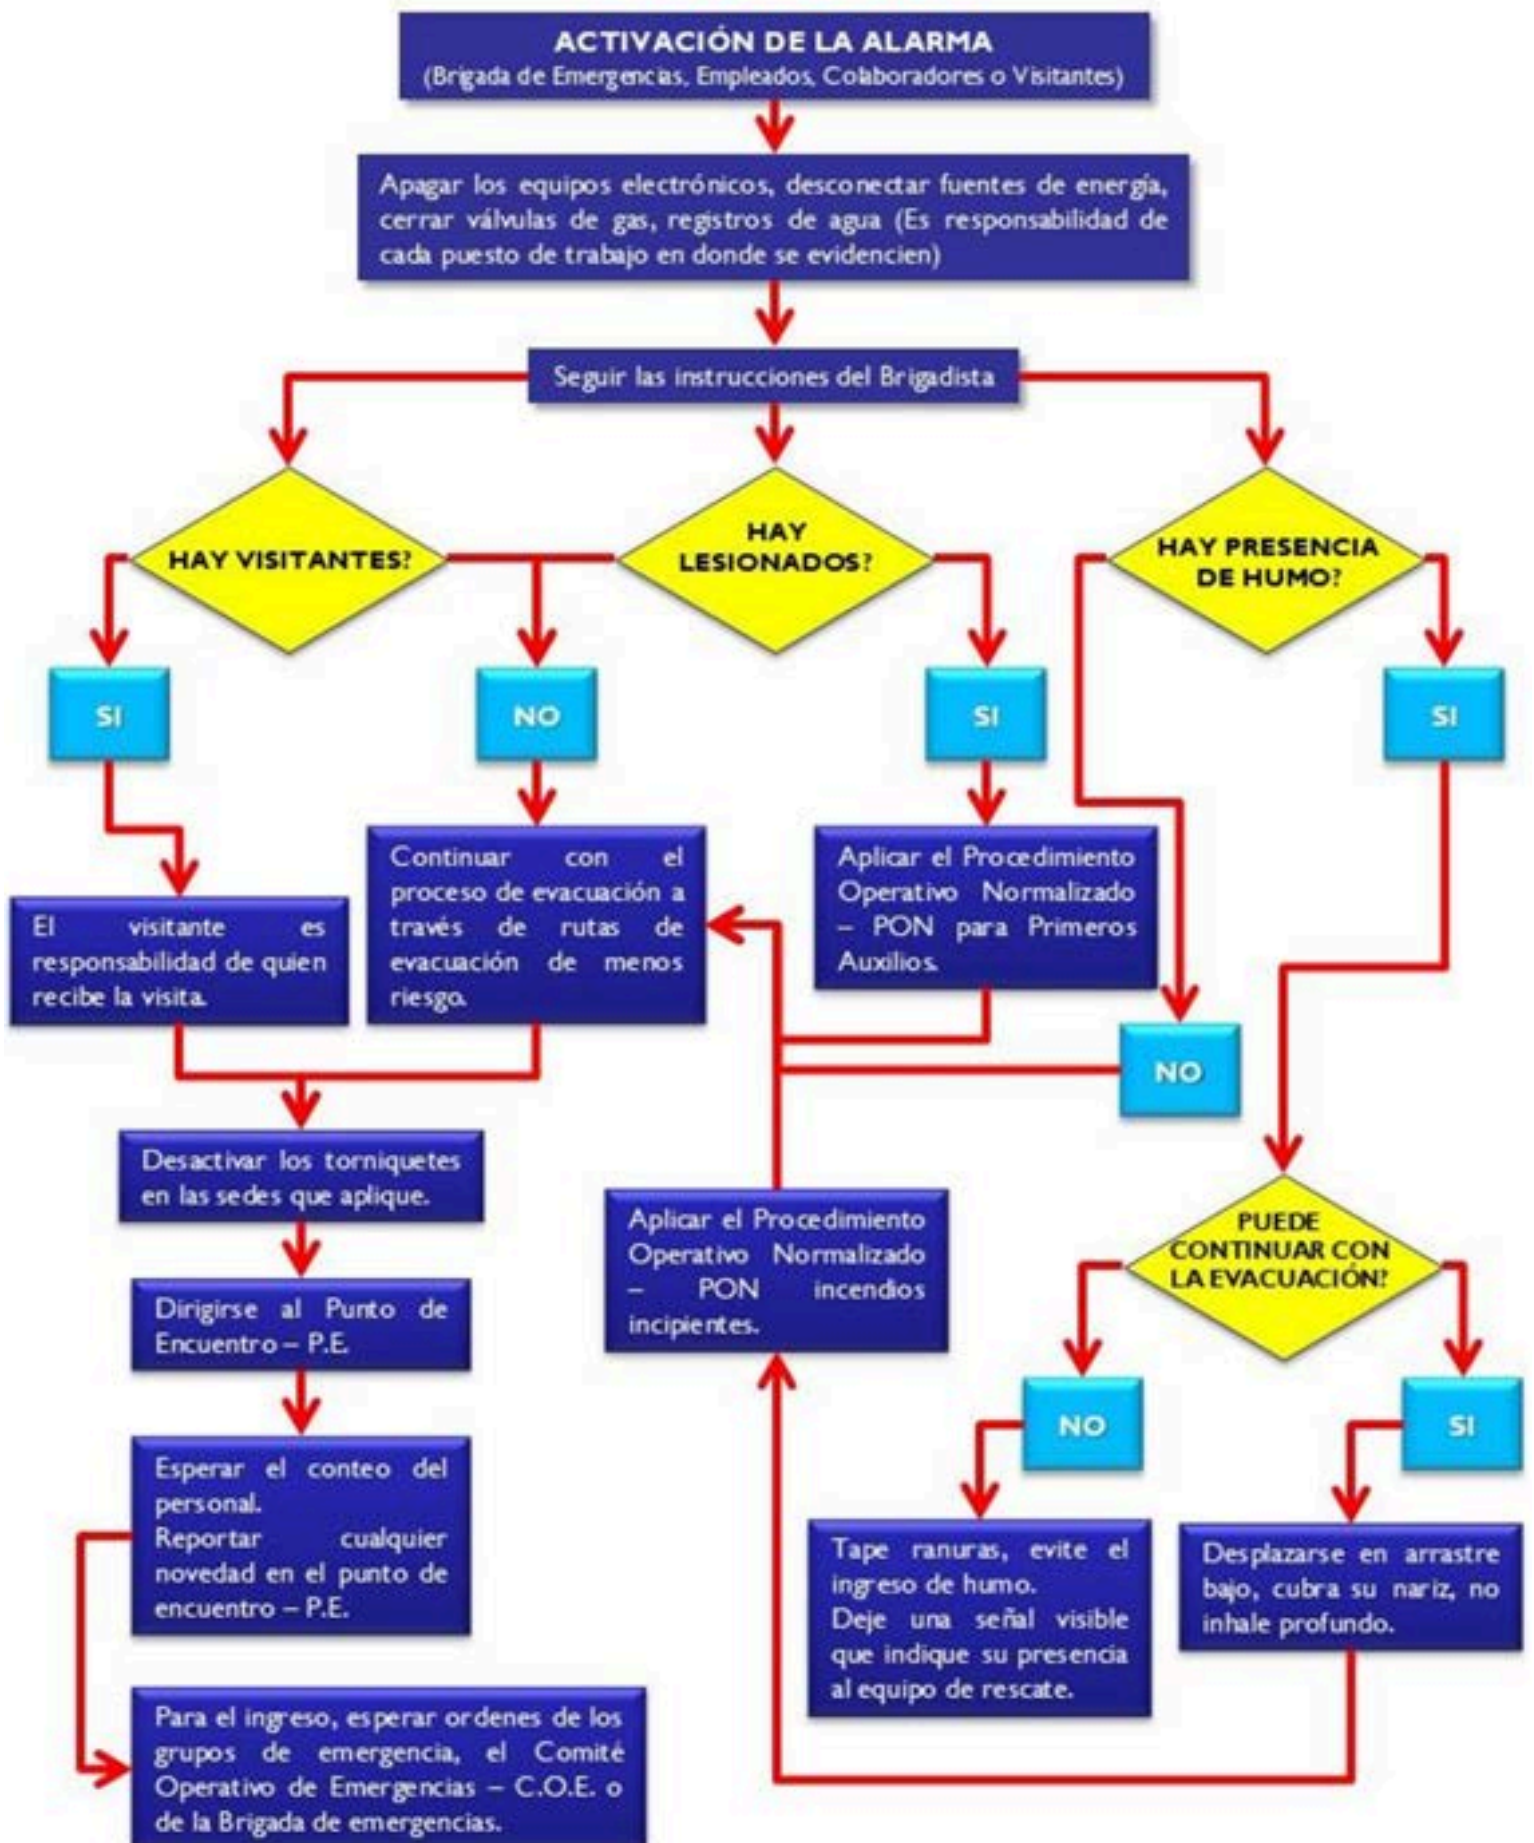 ACTIVACIÓN DE LA ALARMA
(Brigada de Emergencias, Empleados, Colaboradores o Visitantes)
Apagar los equipos electrónicos, desconectar fuentes de energía,
cerrar válvulas de gas, registros de agua (Es responsabilidad de
cada puesto de trabajo en donde se evidencien)
Seguir las instrucciones del Brigadista
HAY VISITANTES?
HAY
LESIONADOS?
HAY PRESENCIA
DE HUMO?
SI
NO
SI
SI
El visitante es
responsabilidad de quien
recibe la visita.
Continuar con el
proceso de evacuación a
través de rutas de
evacuación de menos
riesgo.
Aplicar el Procedimiento
Operativo Normalizado
– PON para Primeros
Auxilios.
NO
Desactivar los torniquetes
en las sedes que aplique.
Dirigirse al Punto de
Encuentro – P.E.
Esperar el conteo del
personal.
Reportar cualquier
novedad en el punto de
encuentro – P.E.
Para el ingreso, esperar ordenes de los
grupos de emergencia, el Comité
Operativo de Emergencias – C.O.E. o
de la Brigada de emergencias.
Aplicar el Procedimiento
Operativo Normalizado
– PON incendios
incipientes.
PUEDE
CONTINUAR CON
LA EVACUACIÓN?
NO
SI
Tape ranuras, evite el
ingreso de humo.
Deje una señal visible
que indique su presencia
al equipo de rescate.
Desplazarse en arrastre
bajo, cubra su nariz, no
inhale profundo.